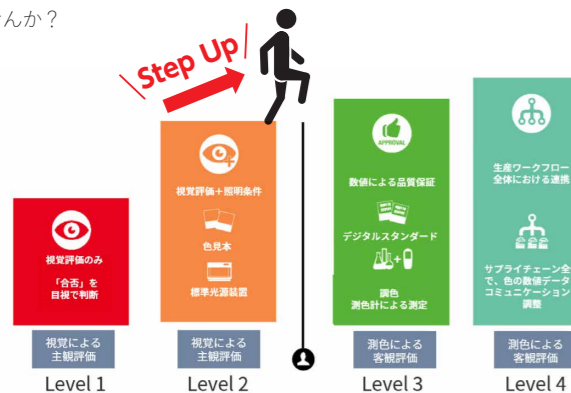 んか？
Step Up
視覚評価のみ
「合否」を
目視で判断
視覚による
主観評価
Level 1
視覚評価＋照明条件
色見本
標準光源装置
視覚による
主観評価
Level 2
APPROVAL
数値による品質保証
デジタルスタンダード
調色
測色計による測定
測色による
客観評価
Level 3
生産ワークフロー
全体における連携
サプライチェーン全
で、色の数値データ
コミュニケーション
調整
測色による
客観評価
Level 4